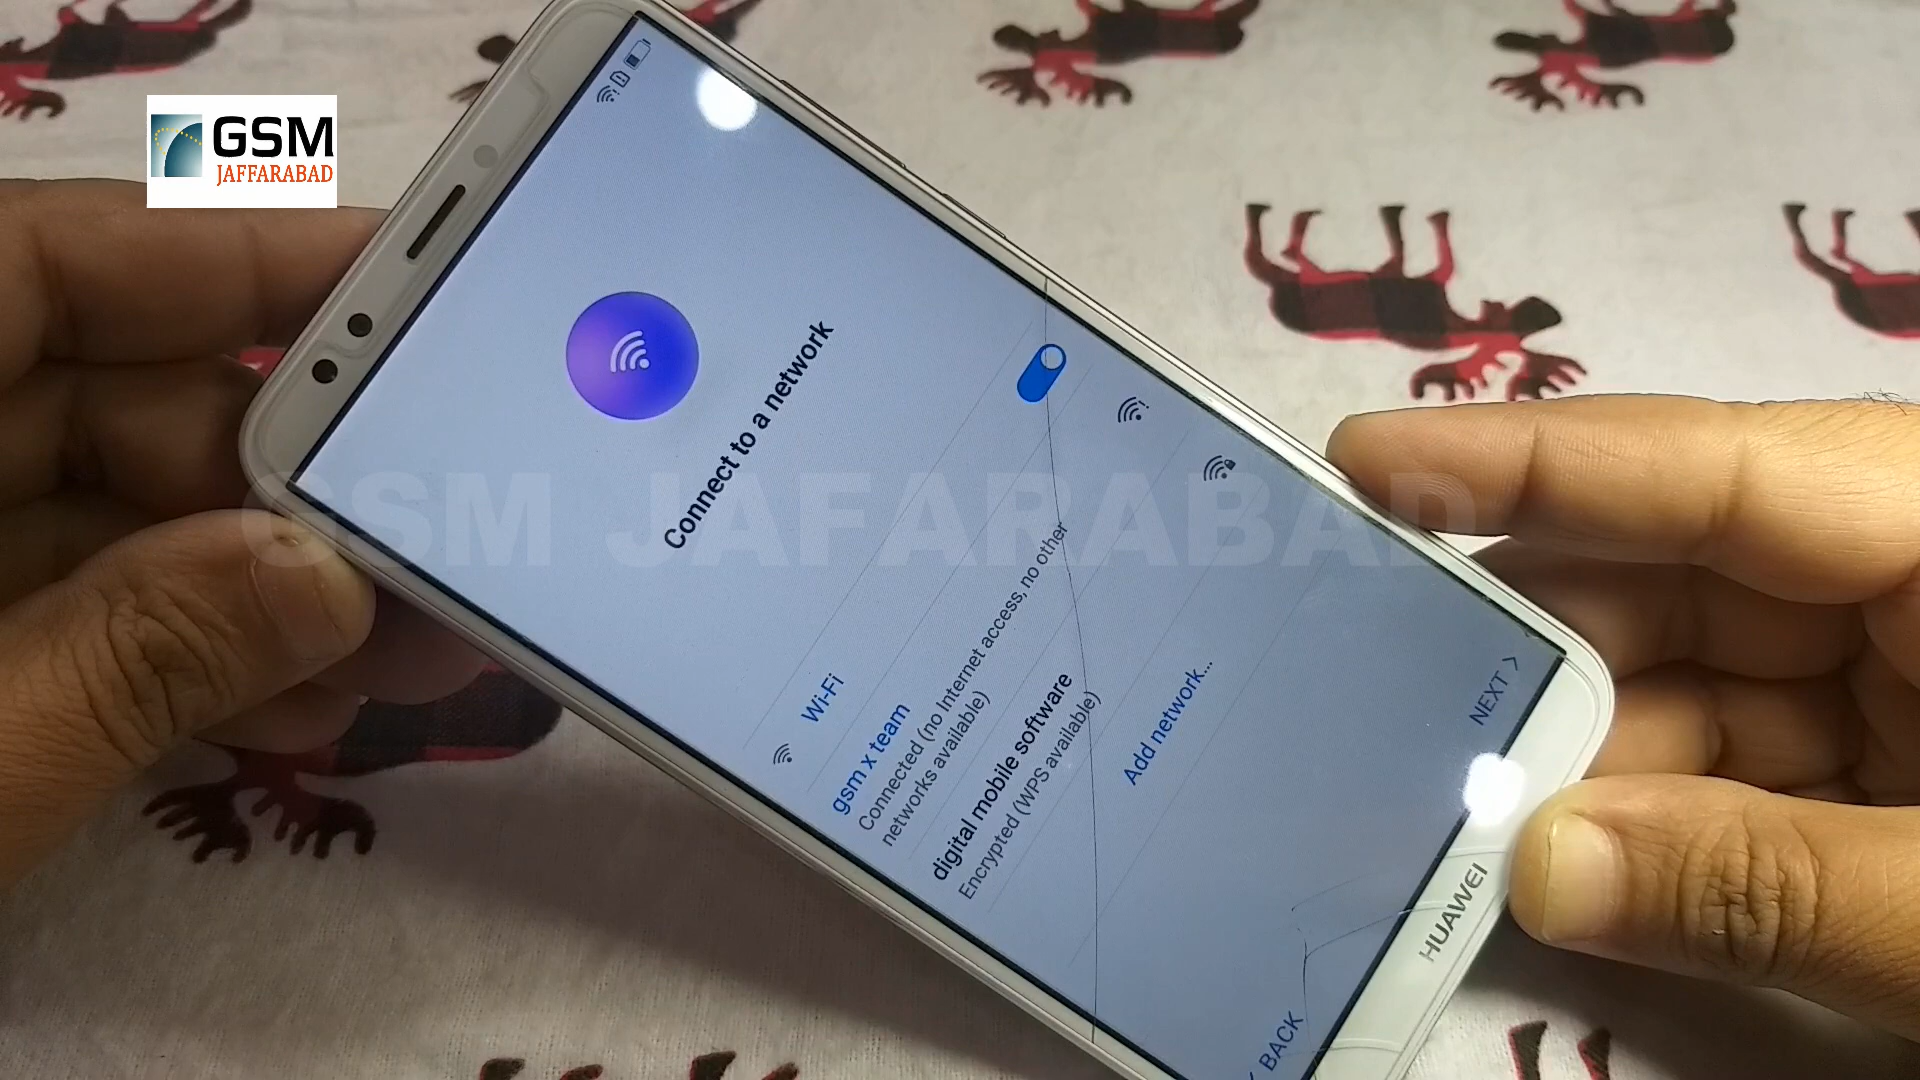 GSM
JAFFARABAD
GSM JAFARABAD
Connect to a network
Wi-Fi
gsm x team
Connected (no Internet access, no other
networks available)
digital mobile software
Encrypted (WPS available)
Add network...
BACK
NEXT
HUAWEI